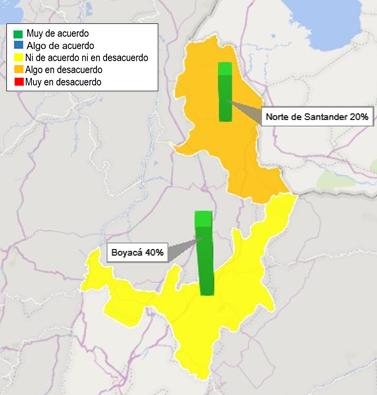 Muy de acuerdo
Algo de acuerdo
Ni de acuerdo ni en desacuerdo
Algo en desacuerdo
Muy en desacuerdo
Norte de Santander 20%
Boyacá 40%